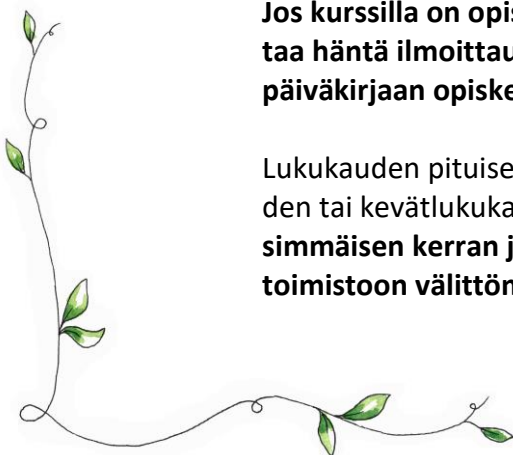 Jos kurssilla on opis
taa häntä ilmoittau
päiväkirjaan opiske
Lukukauden pituise
den tai kevätlukuka
simmäisen kerran j
toimistoon välittön